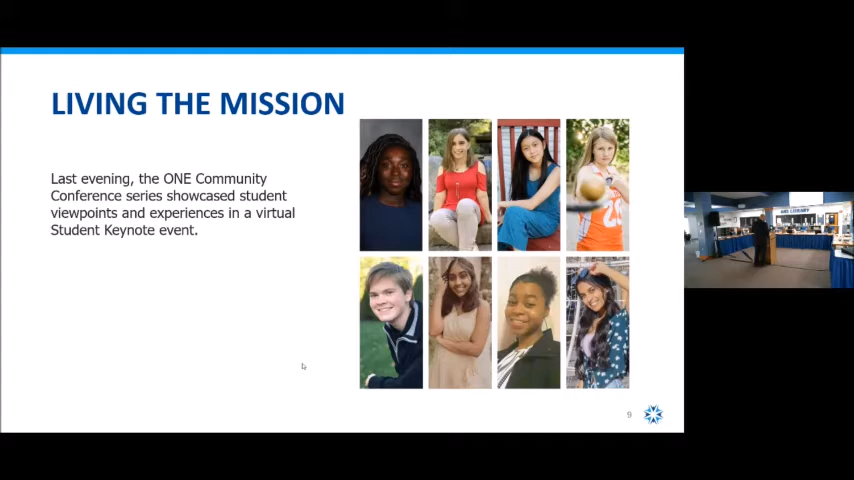 LIVING THE MISSION
Last evening, the ONE Community
Conference series showcased student
viewpoints and experiences in a virtual
Student Keynote event.
9